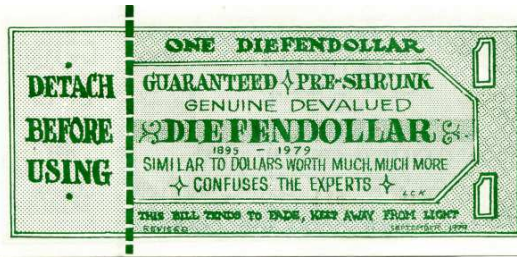 DETACH
BEFORE
USING
ONE DIEFENDOLLAR
GUARANTEED PRE-SHRUNK
GENUINE DEVALUED
DIEFENDOLLAR
1895 - 1979
SIMILAR TO DOLLARS WORTH MUCH, MUCH MORE
CONFUSES THE EXPERTS
THIS BILL TENDS TO FADE, KEEP AWAY FROM LIGHT
REVISED SEPTEMBER 1979